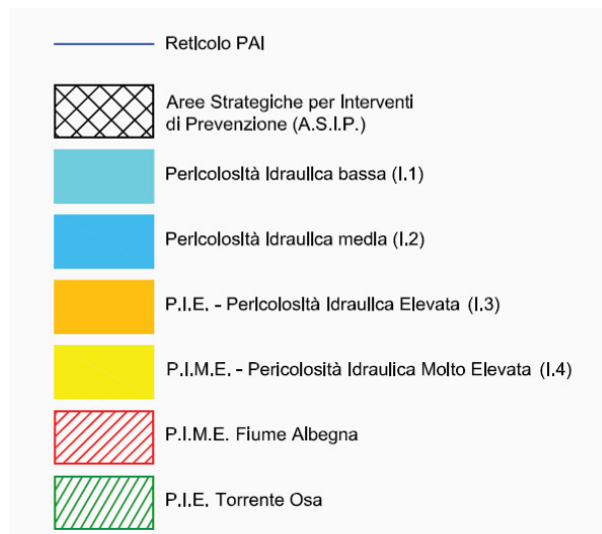 Reticolo PAI
Aree Strategiche per Interventi
di Prevenzione (A.S.I.P.)
Pericolosità Idraulica bassa (I.1)
Pericolosità Idraulica media (I.2)
P.I.E. - Pericolosità Idraulica Elevata (I.3)
P.I.M.E. - Pericolosità Idraulica Molto Elevata (I.4)
P.I.M.E. Fiume Albegna
P.I.E. Torrente Osa